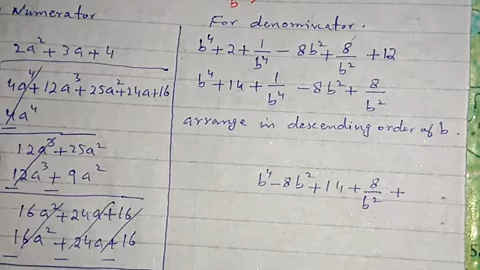 Numerator
2a² + 3a + 4
4a⁴ + 12a³ + 25a² + 24a + 16
4a⁴
12a³ + 25a²
12a³ + 9a²
16a² + 24a + 16
16a² + 24a + 16
For denominator.
b⁴ + 2 + 1/b⁴ - 8b² + 8/b² + 12
b⁴ + 14 + 1/b⁴ - 8b² + 8/b²
arrange in descending order of b.
b⁴ - 8b² + 14 + 8/b² +